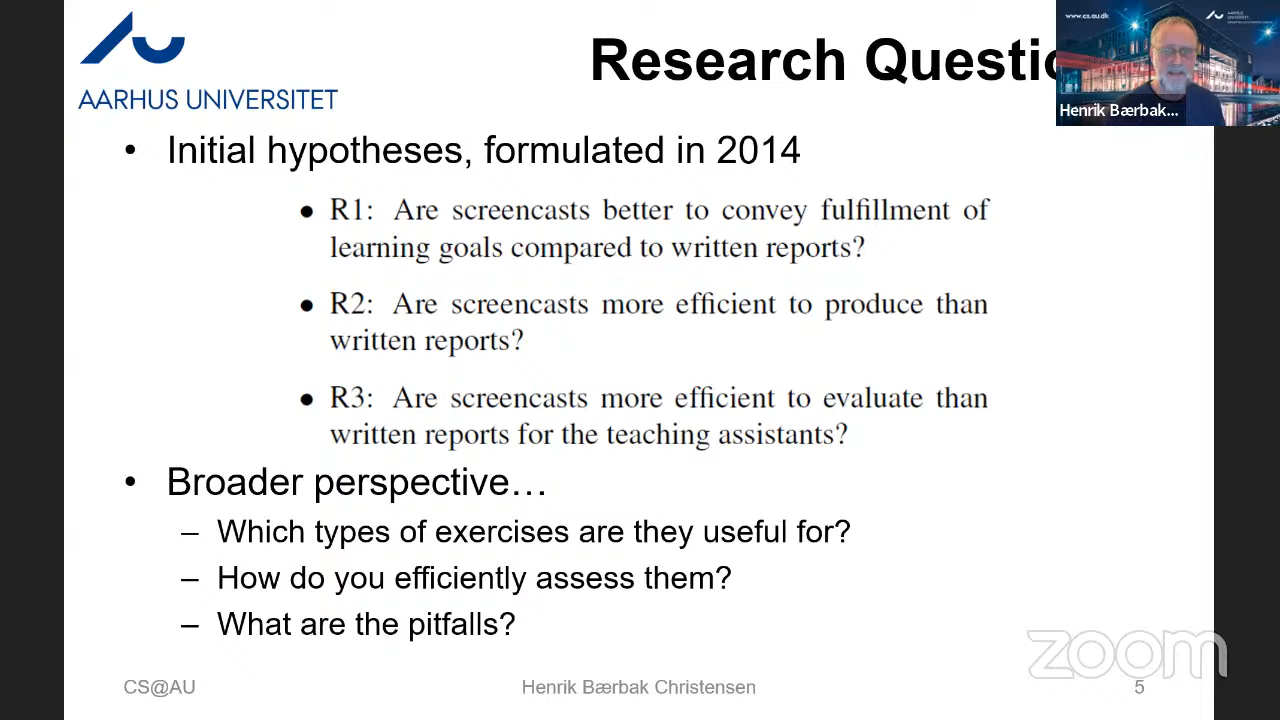 AARHUS UNIVERSITET
Research Questio
www.cs.au.dk
AARHUS
UNIVERSITET
Henrik Bærbak...
• Initial hypotheses, formulated in 2014
• R1: Are screencasts better to convey fulfillment of
learning goals compared to written reports?
• R2: Are screencasts more efficient to produce than
written reports?
• R3: Are screencasts more efficient to evaluate than
written reports for the teaching assistants?
• Broader perspective…
– Which types of exercises are they useful for?
– How do you efficiently assess them?
– What are the pitfalls?
zoom
CS@AU
Henrik Bærbak Christensen
5